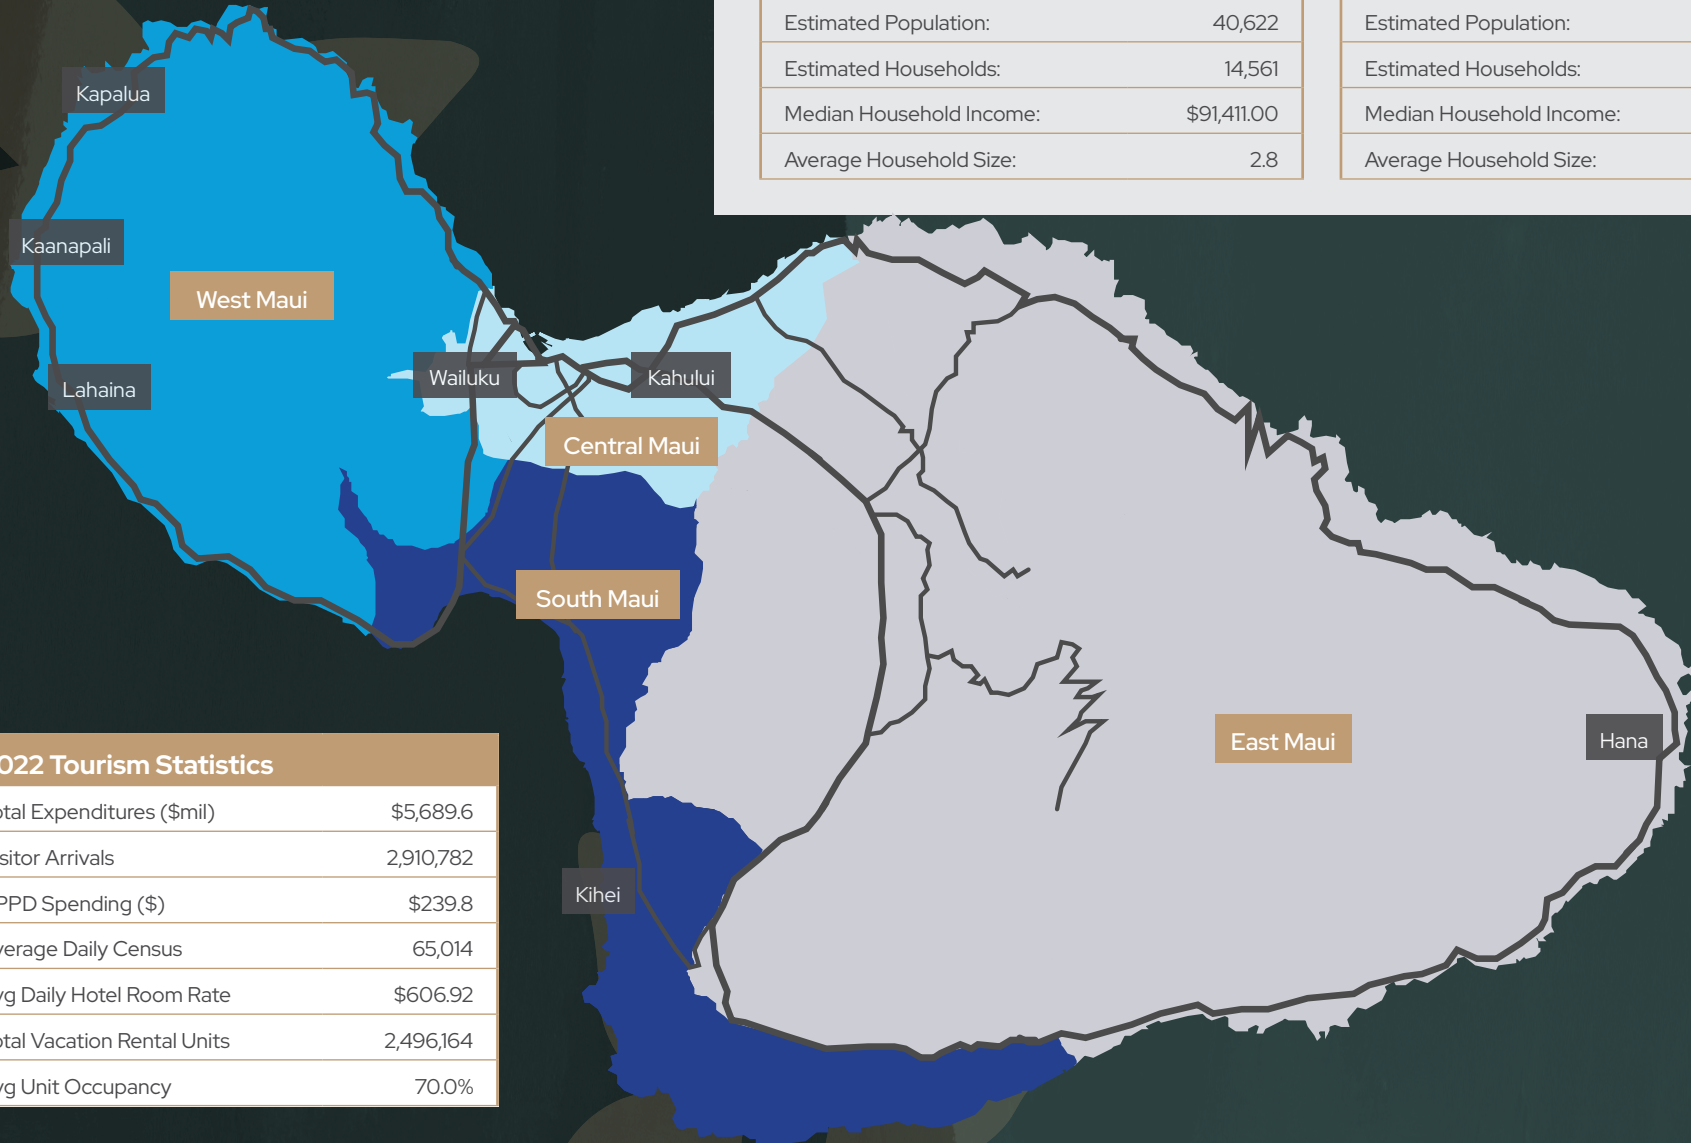 Estimated Population: 40,622
Estimated Households: 14,561
Median Household Income: $91,411.00
Average Household Size: 2.8
Estimated Population:
Estimated Households:
Median Household Income:
Average Household Size:
Kapalua
Kaanapali
West Maui
Lahaina
Wailuku
Kahului
Central Maui
South Maui
East Maui
Hana
Kihei
022 Tourism Statistics
otal Expenditures ($mil) $5,689.6
sitor Arrivals 2,910,782
PPD Spending ($) $239.8
verage Daily Census 65,014
vg Daily Hotel Room Rate $606.92
otal Vacation Rental Units 2,496,164
vg Unit Occupancy 70.0%